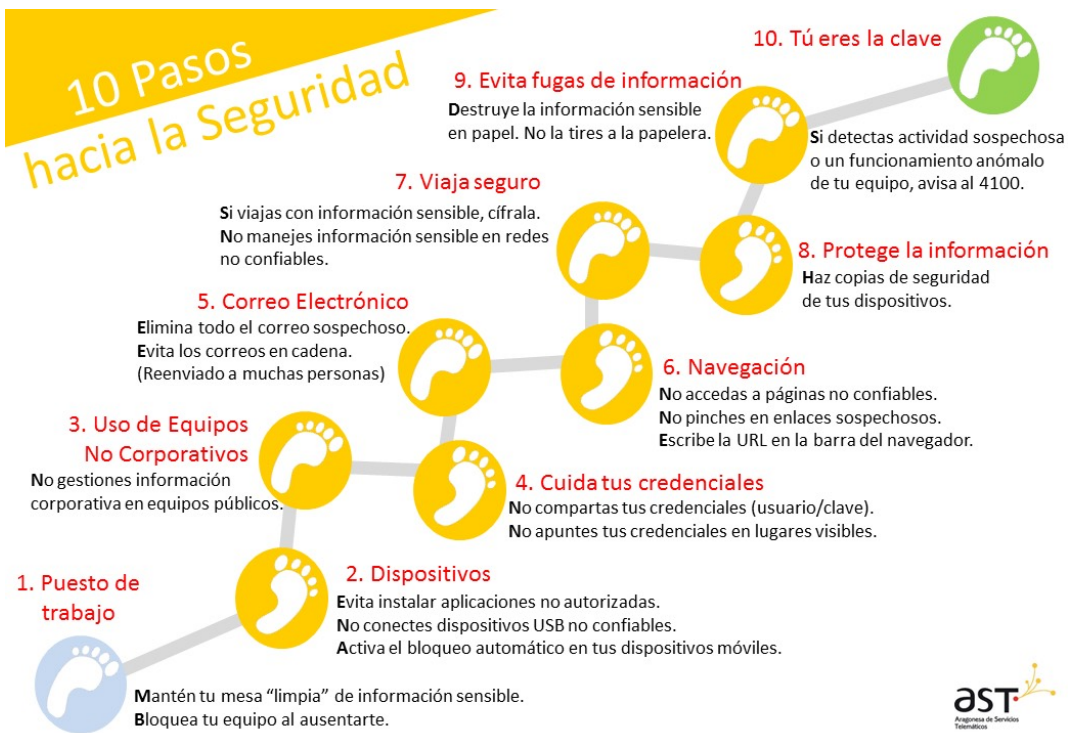 10 Pasos
hacia la Seguridad
10. Tú eres la clave
Si detectas actividad sospechosa
o un funcionamiento anómalo
de tu equipo, avisa al 4100.
9. Evita fugas de información
Destruye la información sensible
en papel. No la tires a la papelera.
8. Protege la información
Haz copias de seguridad
de tus dispositivos.
7. Viaja seguro
Si viajas con información sensible, cífrala.
No manejes información sensible en redes
no confiables.
6. Navegación
No accedas a páginas no confiables.
No pinches en enlaces sospechosos.
Escribe la URL en la barra del navegador.
5. Correo Electrónico
Elimina todo el correo sospechoso.
Evita los correos en cadena.
(Reenviado a muchas personas)
4. Cuida tus credenciales
No compartas tus credenciales (usuario/clave).
No apuntes tus credenciales en lugares visibles.
3. Uso de Equipos
No Corporativos
No gestiones información
corporativa en equipos públicos.
2. Dispositivos
Evita instalar aplicaciones no autorizadas.
No conectes dispositivos USB no confiables.
Activa el bloqueo automático en tus dispositivos móviles.
1. Puesto de
trabajo
Mantén tu mesa “limpia” de información sensible.
Bloquea tu equipo al ausentarte.
aST
Aragonesa de Servicios
Telemáticos